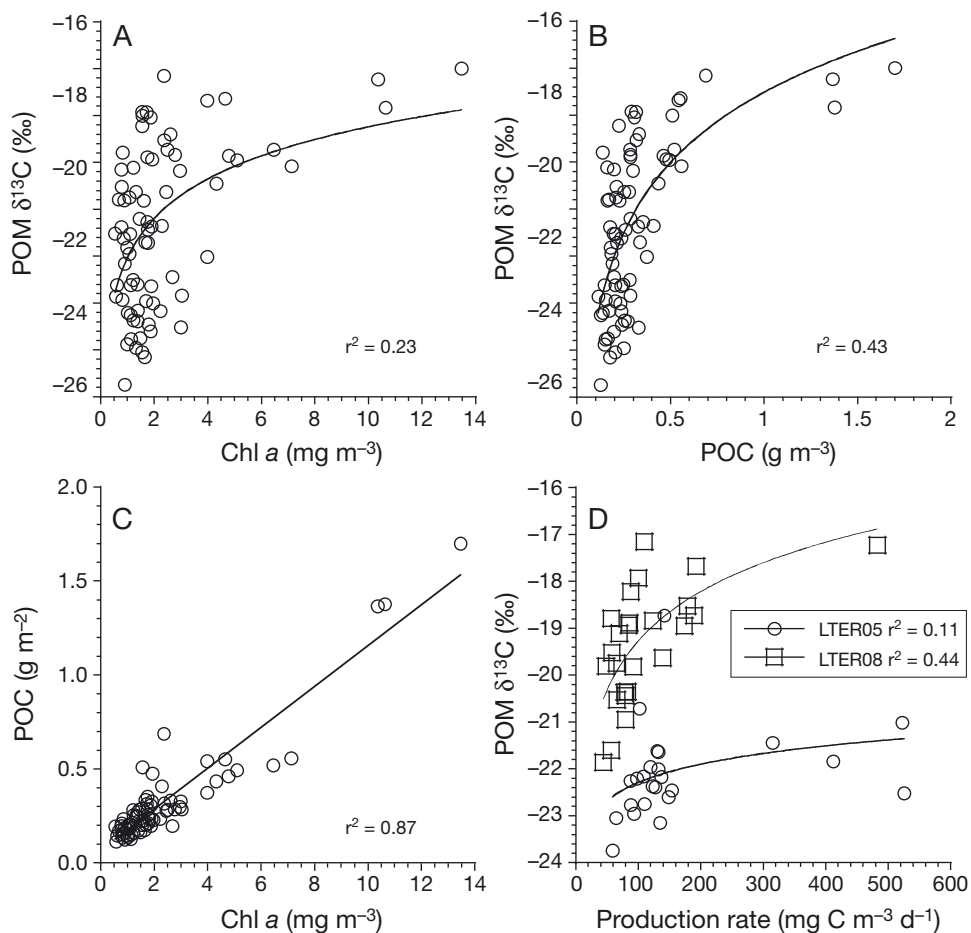 A
POM δ¹³C (‰)
−16
−18
−20
−22
−24
−26
0 2 4 6 8 10 12 14
Chl a (mg m⁻³)
r² = 0.23
B
POM δ¹³C (‰)
−16
−18
−20
−22
−24
−26
0 0.5 1 1.5 2
POC (g m⁻³)
r² = 0.43
C
POC (g m⁻²)
2.0
1.5
1.0
0.5
0.0
0 2 4 6 8 10 12 14
Chl a (mg m⁻³)
r² = 0.87
D
POM δ¹³C (‰)
−16
−17
−18
−19
−20
−21
−22
−23
−24
0 100 200 300 400 500 600
Production rate (mg C m⁻³ d⁻¹)
LTER05 r² = 0.11
LTER08 r² = 0.44